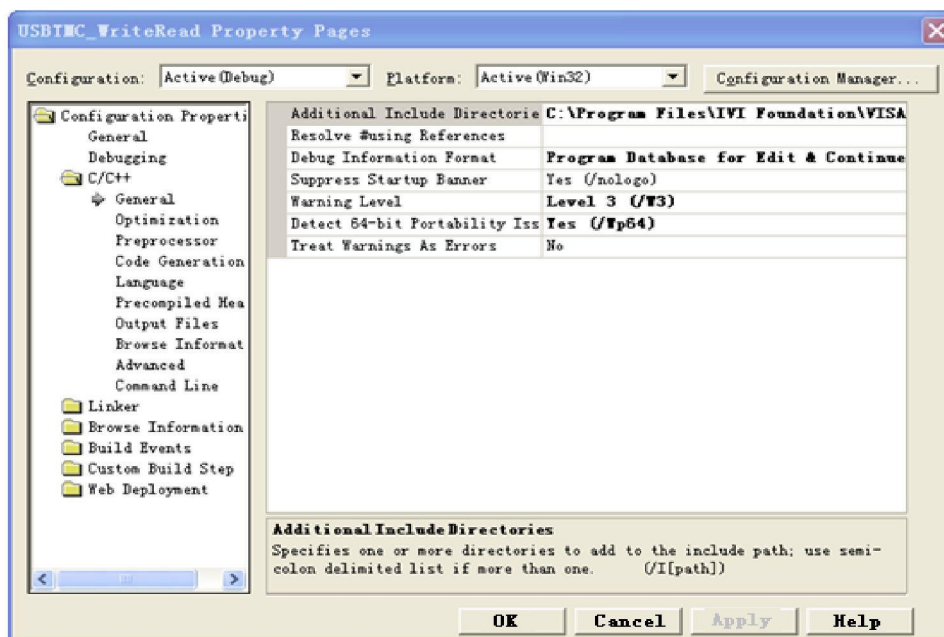 USBTMC_WriteRead Property Pages
Configuration: Active(Debug) Platform: Active(Win32) Configuration Manager...
Configuration Properti
General
Debugging
C/C++
General
Optimization
Preprocessor
Code Generation
Language
Precompiled Hea
Output Files
Browse Informat
Advanced
Command Line
Linker
Browse Information
Build Events
Custom Build Step
Web Deployment
Additional Include Directorie C:\Program Files\IVI Foundation\VISA
Resolve #using References
Debug Information Format Program Database for Edit & Continue
Suppress Startup Banner Yes (/nologo)
Warning Level Level 3 (/W3)
Detect 64-bit Portability Iss Yes (/Wp64)
Treat Warnings As Errors No
Additional Include Directories
Specifies one or more directories to add to the include path; use semi-
colon delimited list if more than one. (/I[path])
OK Cancel Apply Help